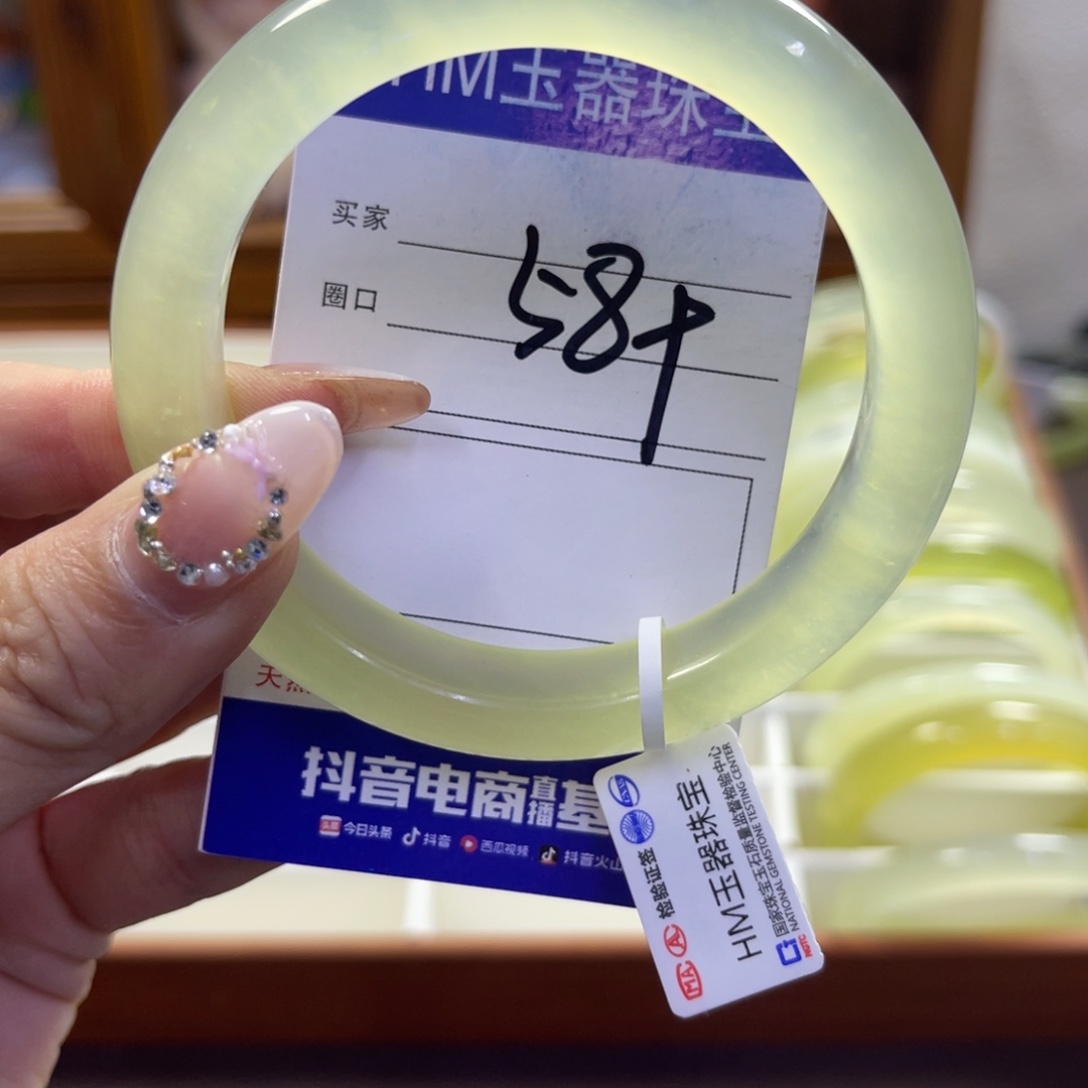 HM玉器珠宝
买家
圈口
58+
天然
抖音电商直播基
今日头条 抖音 西瓜视频 抖音火山
MA A 检验证签
HM玉器珠宝
国家珠宝玉石质量监督检验中心
NATIONAL GEMSTONE TESTING CENTER
NGTC